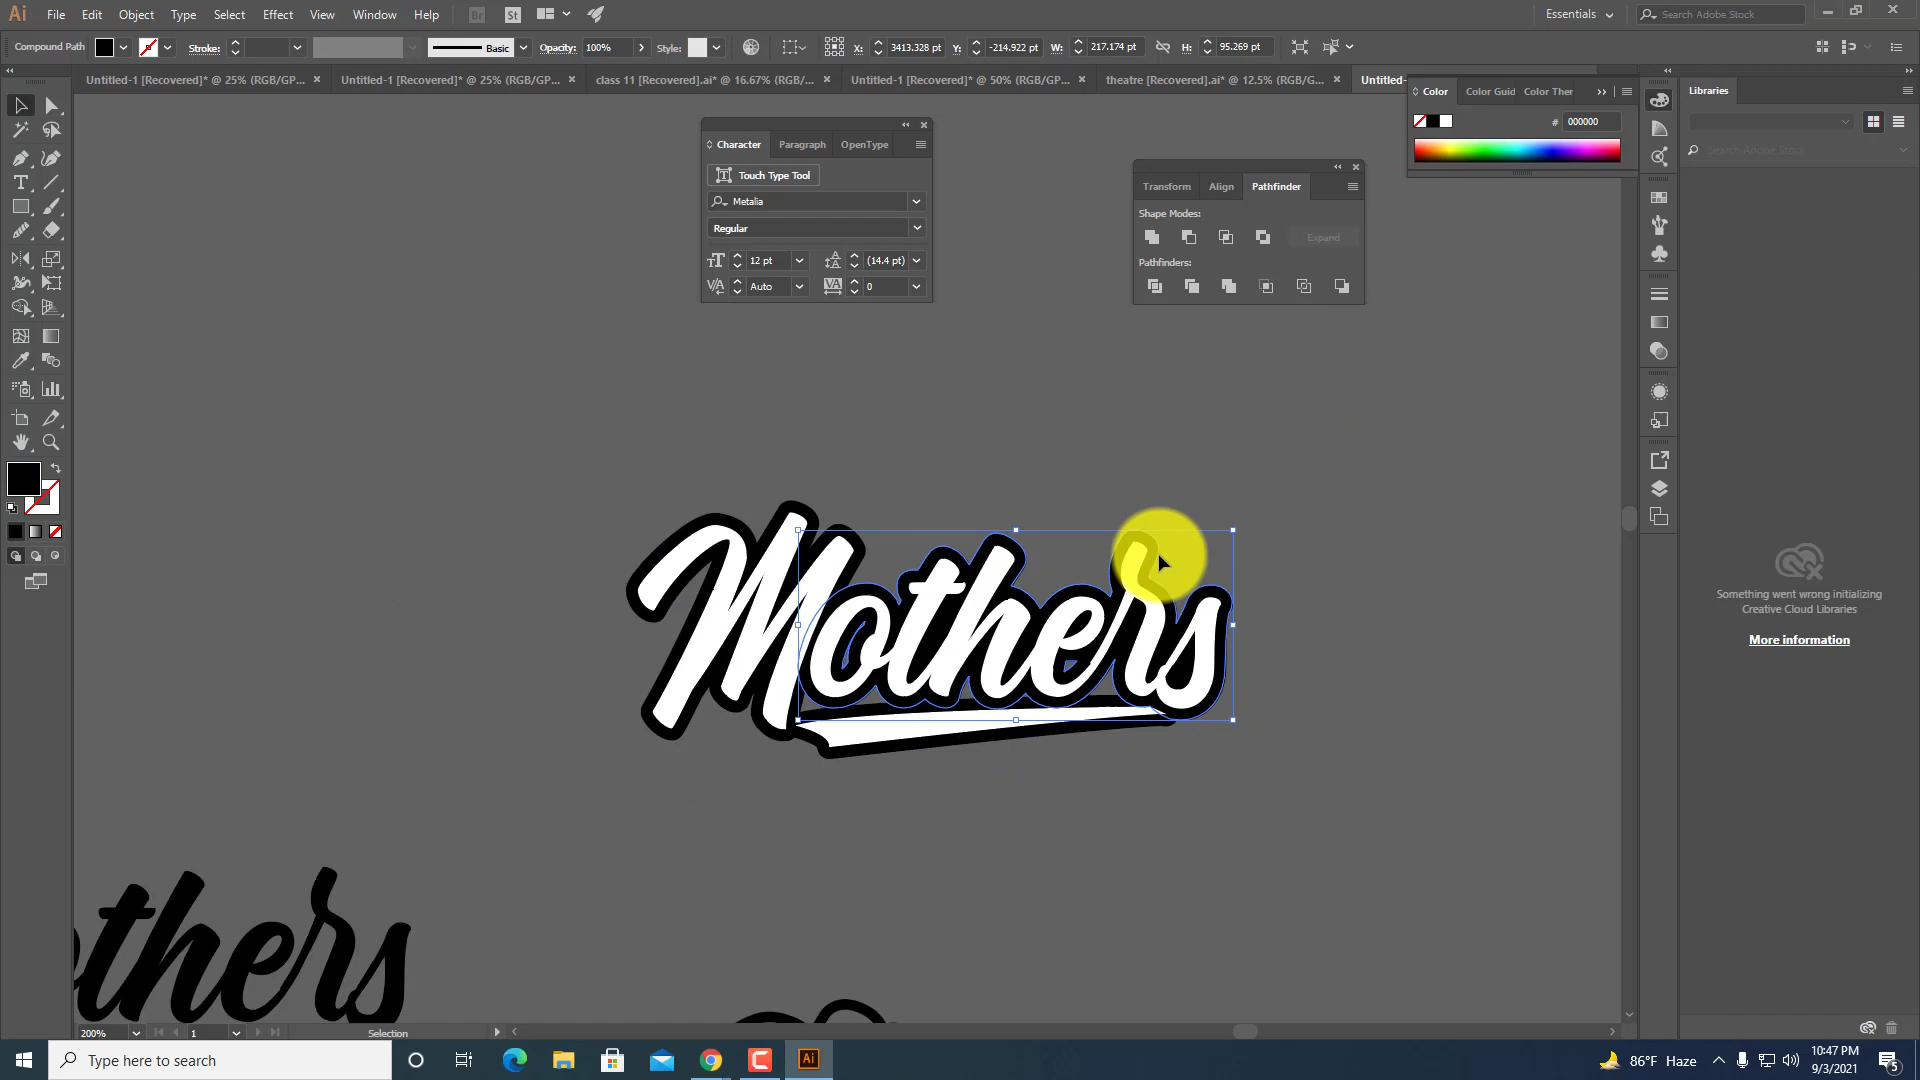 Ai File Edit Object Type Select Effect View Window Help Br St Essentials Search Adobe Stock
Compound Path Stroke: Basic Opacity: 100% Style: X: 3413.328 pt Y: -214.922 pt W: 217.174 pt H: 95.269 pt
Untitled-1 [Recovered]* @ 25% (RGB/GP... × Untitled-1 [Recovered]* @ 25% (RGB/GP... × class 11 [Recovered].ai* @ 16.67% (RGB/... × Untitled-1 [Recovered]* @ 50% (RGB/GP... × theatre [Recovered].ai* @ 12.5% (RGB/G... × Untitled-
Color Color Guid Color Ther
# 000000
Libraries
Search Adobe Stock
Character Paragraph OpenType
Touch Type Tool
Metalia
Regular
12 pt (14.4 pt)
Auto 0
Transform Align Pathfinder
Shape Modes:
Expand
Pathfinders:
Mothers
Something went wrong initializing
Creative Cloud Libraries
More information
thers
200% 1 Selection
Type here to search
Ai
86°F Haze
10:47 PM
9/3/2021
5